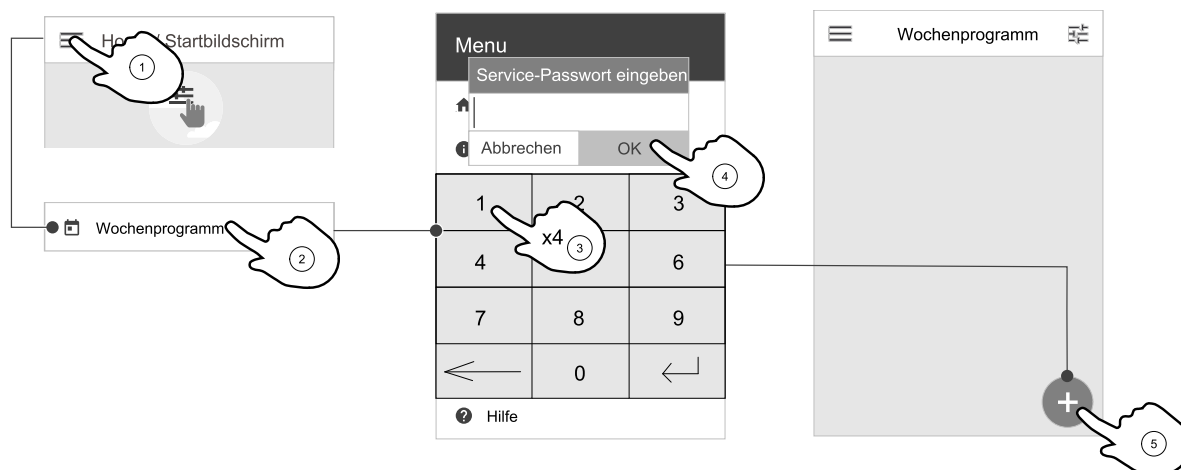 Startbildschirm
1
Wochenprogramm
2
Menu
Service-Passwort eingeben
Abbrechen
OK
4
1
2
3
x4
3
4
6
7
8
9
0
Hilfe
Wochenprogramm
+
5